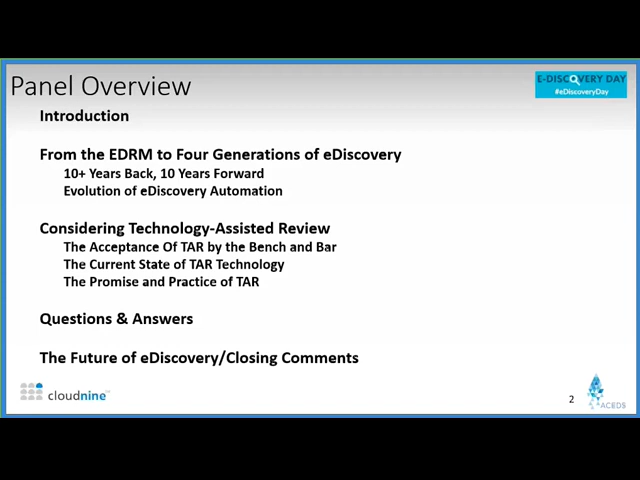 Panel Overview
E-DISCOVERY DAY
#eDiscoveryDay
Introduction
From the EDRM to Four Generations of eDiscovery
10+ Years Back, 10 Years Forward
Evolution of eDiscovery Automation
Considering Technology-Assisted Review
The Acceptance Of TAR by the Bench and Bar
The Current State of TAR Technology
The Promise and Practice of TAR
Questions & Answers
The Future of eDiscovery/Closing Comments
cloudnine
2
ACEDS